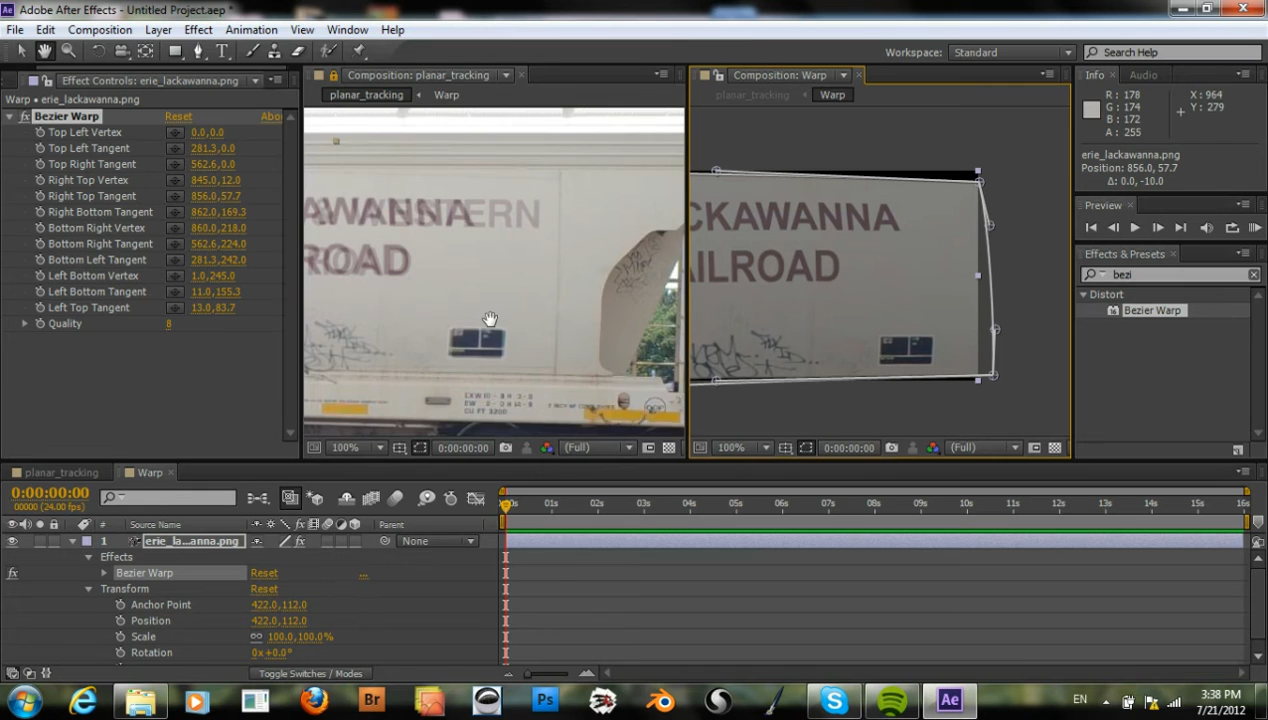 Adobe After Effects - Untitled Project.aep *
File Edit Composition Layer Effect Animation View Window Help
Workspace: Standard Search Help
Effect Controls: erie_lackawanna.png
Warp • erie_lackawanna.png
fx Bezier Warp Reset Abou
Top Left Vertex 0.0,0.0
Top Left Tangent 281.3,0.0
Top Right Tangent 562.6,0.0
Right Top Vertex 845.0,12.0
Right Top Tangent 856.0,57.7
Right Bottom Tangent 862.0,169.3
Bottom Right Vertex 860.0,218.0
Bottom Right Tangent 562.6,224.0
Bottom Left Tangent 281.3,242.0
Left Bottom Vertex 1.0,245.0
Left Bottom Tangent 11.0,155.3
Left Top Tangent 13.0,83.7
Quality 8
Composition: planar_tracking
planar_tracking Warp
AWANNA
ROAD
CU FT 3200
100% 0:00:00:00 (Full)
Composition: Warp
planar_tracking Warp
CKAWANNA
AILROAD
100% 0:00:00:00 (Full)
Info Audio
R : 178 X : 964
G : 174 Y : 279
B : 172
A : 255
erie_lackawanna.png
Position: 856.0, 57.7
Δ: 0.0, -10.0
Preview
Effects & Presets
bezi
Distort
Bezier Warp
planar_tracking Warp
0:00:00:00
00000 (24.00 fps)
# Source Name Parent
1 erie_la...anna.png None
Effects
fx Bezier Warp Reset ...
Transform Reset
Anchor Point 422.0,112.0
Position 422.0,112.0
Scale 100.0,100.0%
Rotation 0x+0.0°
Toggle Switches / Modes
01s 02s 03s 04s 05s 06s 07s 08s 09s 10s 11s 12s 13s 14s 15s 16s
Br Ps Ae
EN
3:38 PM
7/21/2012